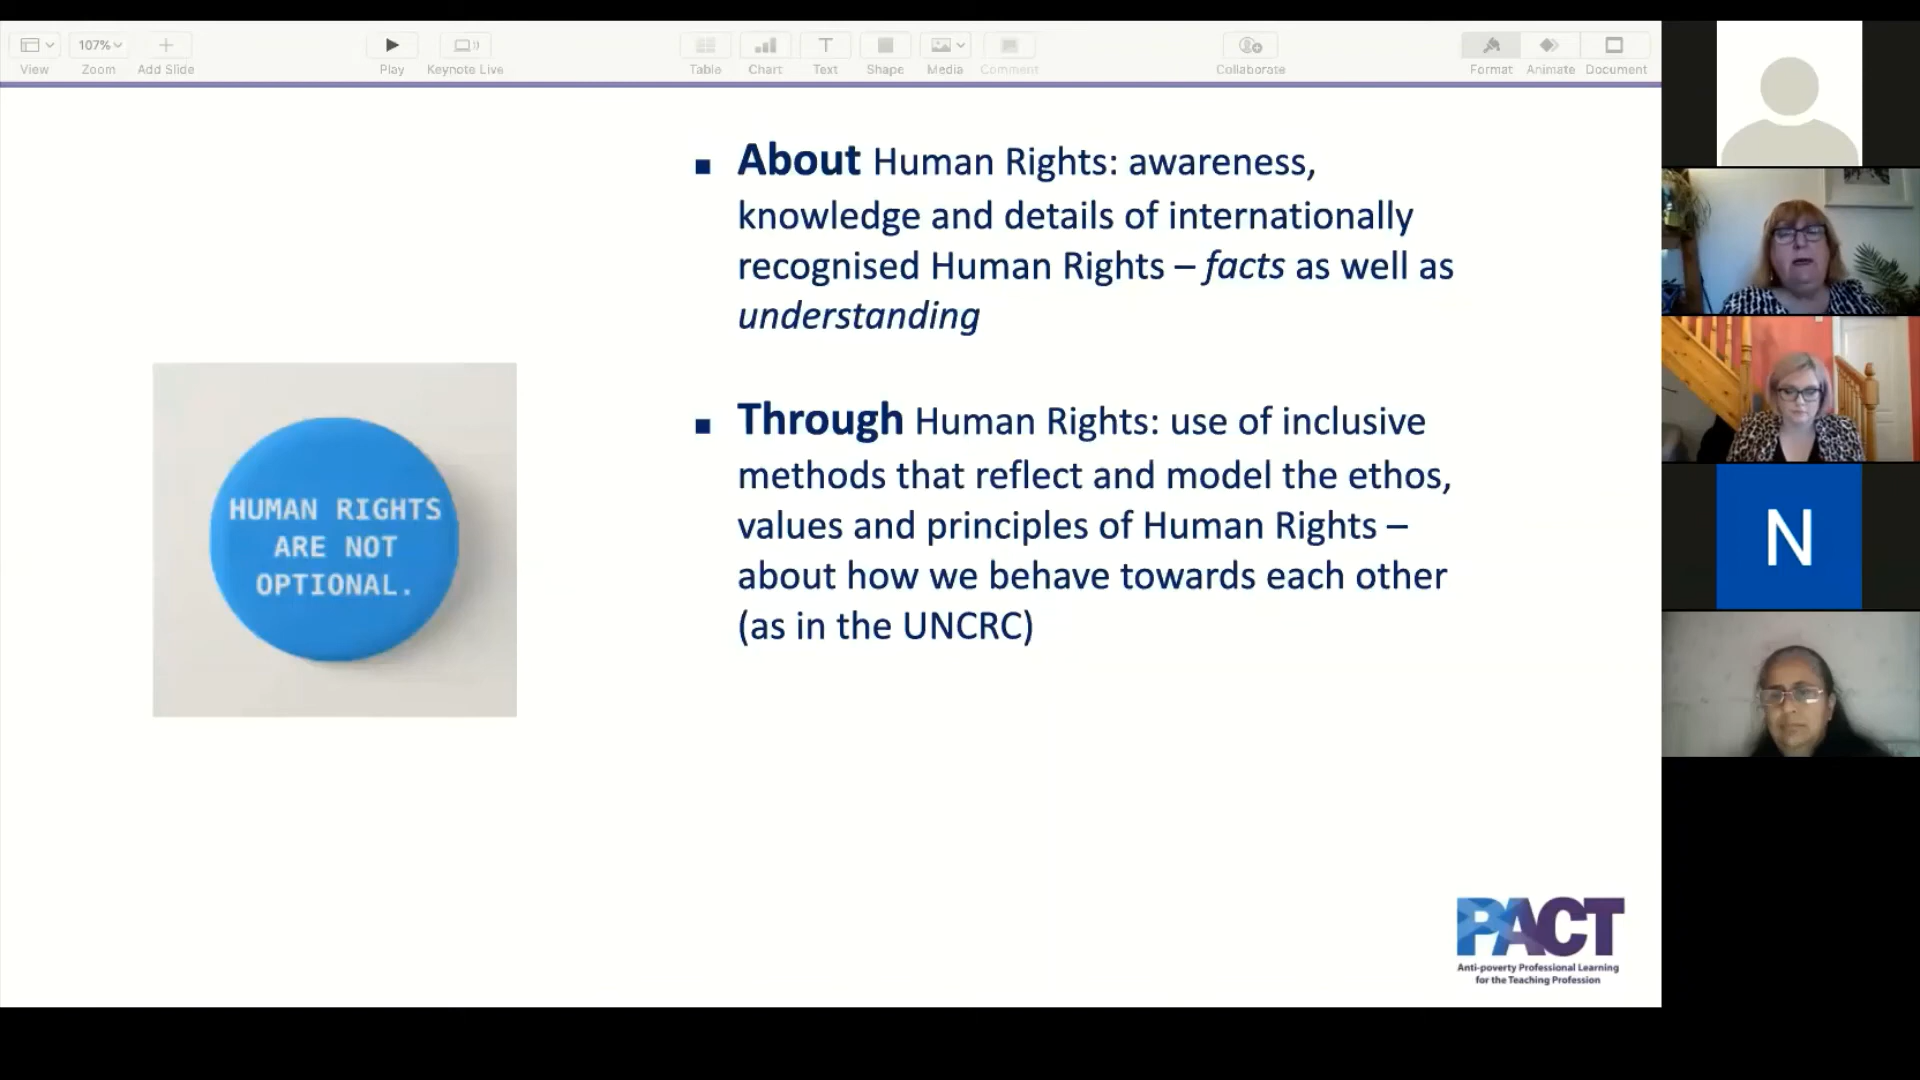 107%
View
Zoom
Add Slide
Play
Keynote Live
Table
Chart
T
Text
Shape
Media
Comment
Collaborate
Format
Animate
Document
▪ About Human Rights: awareness,
knowledge and details of internationally
recognised Human Rights – facts as well as
understanding
HUMAN RIGHTS
ARE NOT
OPTIONAL.
▪ Through Human Rights: use of inclusive
methods that reflect and model the ethos,
values and principles of Human Rights –
about how we behave towards each other
(as in the UNCRC)
N
PACT
Anti-poverty Professional Learning
for the Teaching Profession